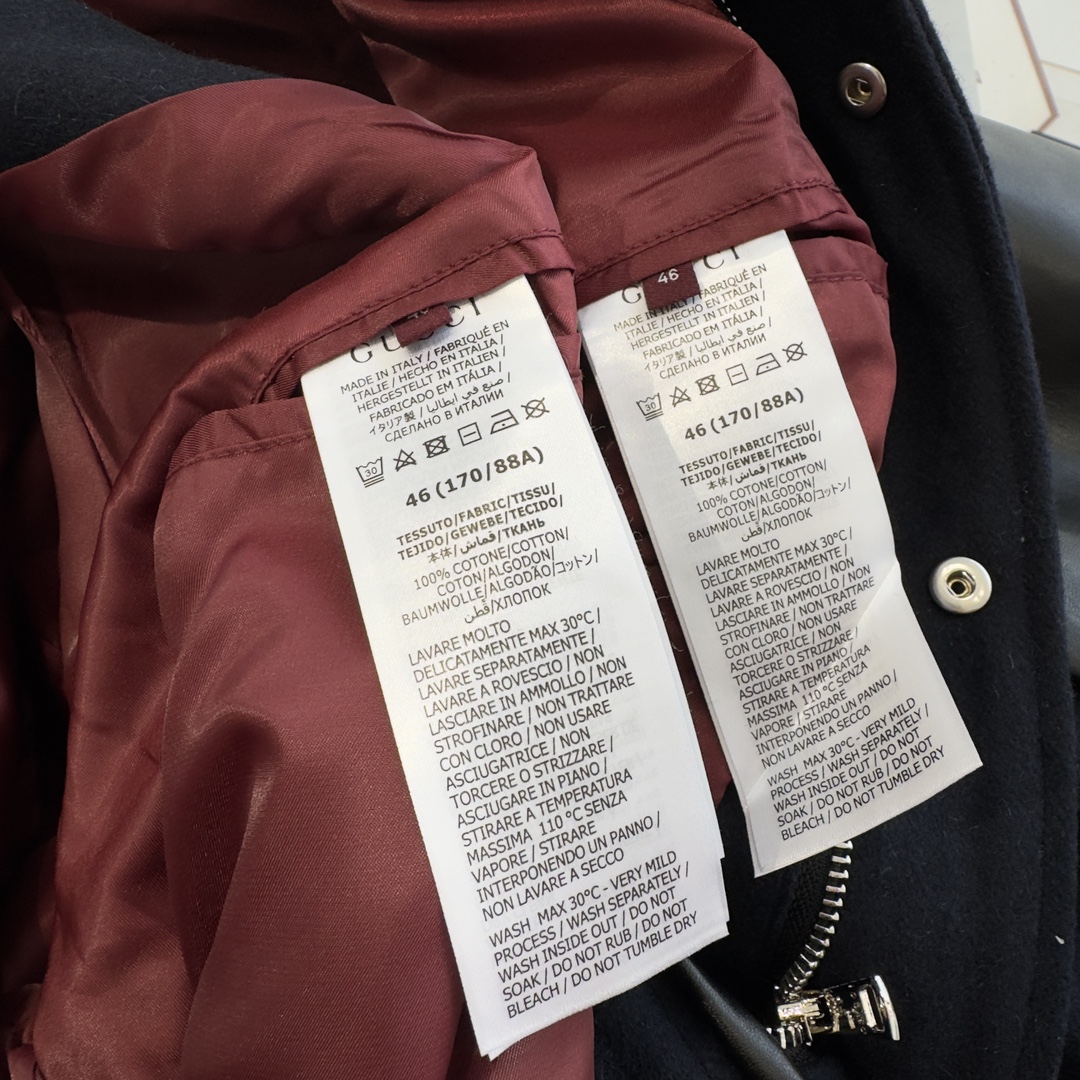 GUCCI
MADE IN ITALY / FABRIQUÉ EN
ITALIE / HECHO EN ITALIA /
HERGESTELLT IN ITALIEN /
FABRICADO EM ITÁLIA /
イタリア製 / صنع في ايطاليا /
СДЕЛАНО В ИТАЛИИ
30
46 (170/88A)
TESSUTO/FABRIC/TISSU/
TEJIDO/GEWEBE/TECIDO/
本体/قماش/ТКАНЬ
100% COTONE/COTTON/
COTON/ALGODON/
BAUMWOLLE/ALGODÃO/コットン/
قطن/ХЛОПОК
LAVARE MOLTO
DELICATAMENTE MAX 30°C /
LAVARE SEPARATAMENTE /
LAVARE A ROVESCIO / NON
LASCIARE IN AMMOLLO / NON
STROFINARE / NON TRATTARE
CON CLORO / NON USARE
ASCIUGATRICE / NON
TORCERE O STRIZZARE /
ASCIUGARE IN PIANO /
STIRARE A TEMPERATURA
MASSIMA 110 °C SENZA
VAPORE / STIRARE
INTERPONENDO UN PANNO /
NON LAVARE A SECCO
WASH MAX 30°C - VERY MILD
PROCESS / WASH SEPARATELY /
WASH INSIDE OUT / DO NOT
SOAK / DO NOT RUB / DO NOT
BLEACH / DO NOT TUMBLE DRY
46
G CI
MADE IN ITALY / FABRIQUÉ EN
ITALIE / HECHO EN ITALIA /
HERGESTELLT IN ITALIEN /
FABRICADO EM ITÁLIA /
イタリア製 / صنع في ايطاليا /
СДЕЛАНО В ИТАЛИИ
30
46 (170/88A)
TESSUTO/FABRIC/TISSU/
TEJIDO/GEWEBE/TECIDO/
本体/قماش/ТКАНЬ
100% COTONE/COTTON/
COTON/ALGODON/
BAUMWOLLE/ALGODÃO/コットン/
قطن/ХЛОПОК
LAVARE MOLTO
DELICATAMENTE MAX 30°C /
LAVARE SEPARATAMENTE /
LAVARE A ROVESCIO / NON
LASCIARE IN AMMOLLO / NON
STROFINARE / NON TRATTARE
CON CLORO / NON USARE
ASCIUGATRICE / NON
TORCERE O STRIZZARE /
ASCIUGARE IN PIANO /
STIRARE A TEMPERATURA
MASSIMA 110 °C SENZA
VAPORE / STIRARE
INTERPONENDO UN PANNO /
NON LAVARE A SECCO
WASH MAX 30°C - VERY MILD
PROCESS / WASH SEPARATELY /
WASH INSIDE OUT / DO NOT
SOAK / DO NOT RUB / DO NOT
BLEACH / DO NOT TUMBLE DRY